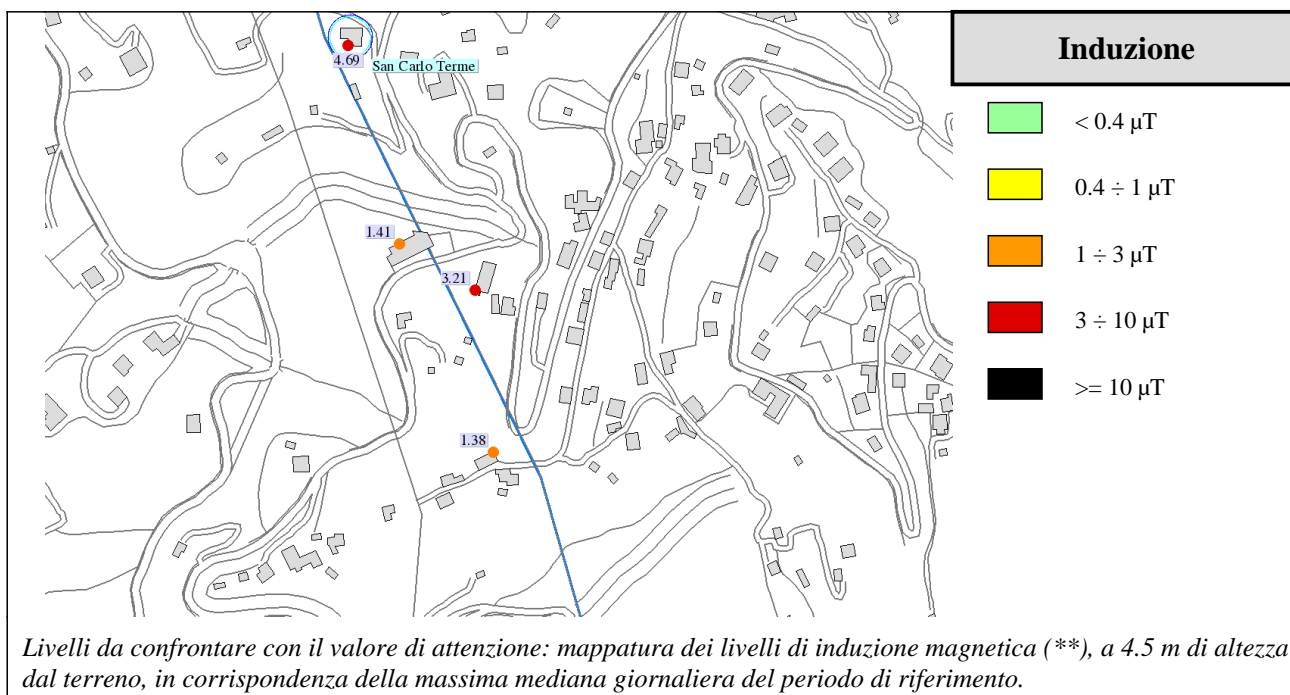 Induzione
< 0.4 µT
0.4 ÷ 1 µT
1 ÷ 3 µT
3 ÷ 10 µT
>= 10 µT
4.69
San Carlo Terme
1.41
3.21
1.38
Livelli da confrontare con il valore di attenzione: mappatura dei livelli di induzione magnetica (**), a 4.5 m di altezza
dal terreno, in corrispondenza della massima mediana giornaliera del periodo di riferimento.